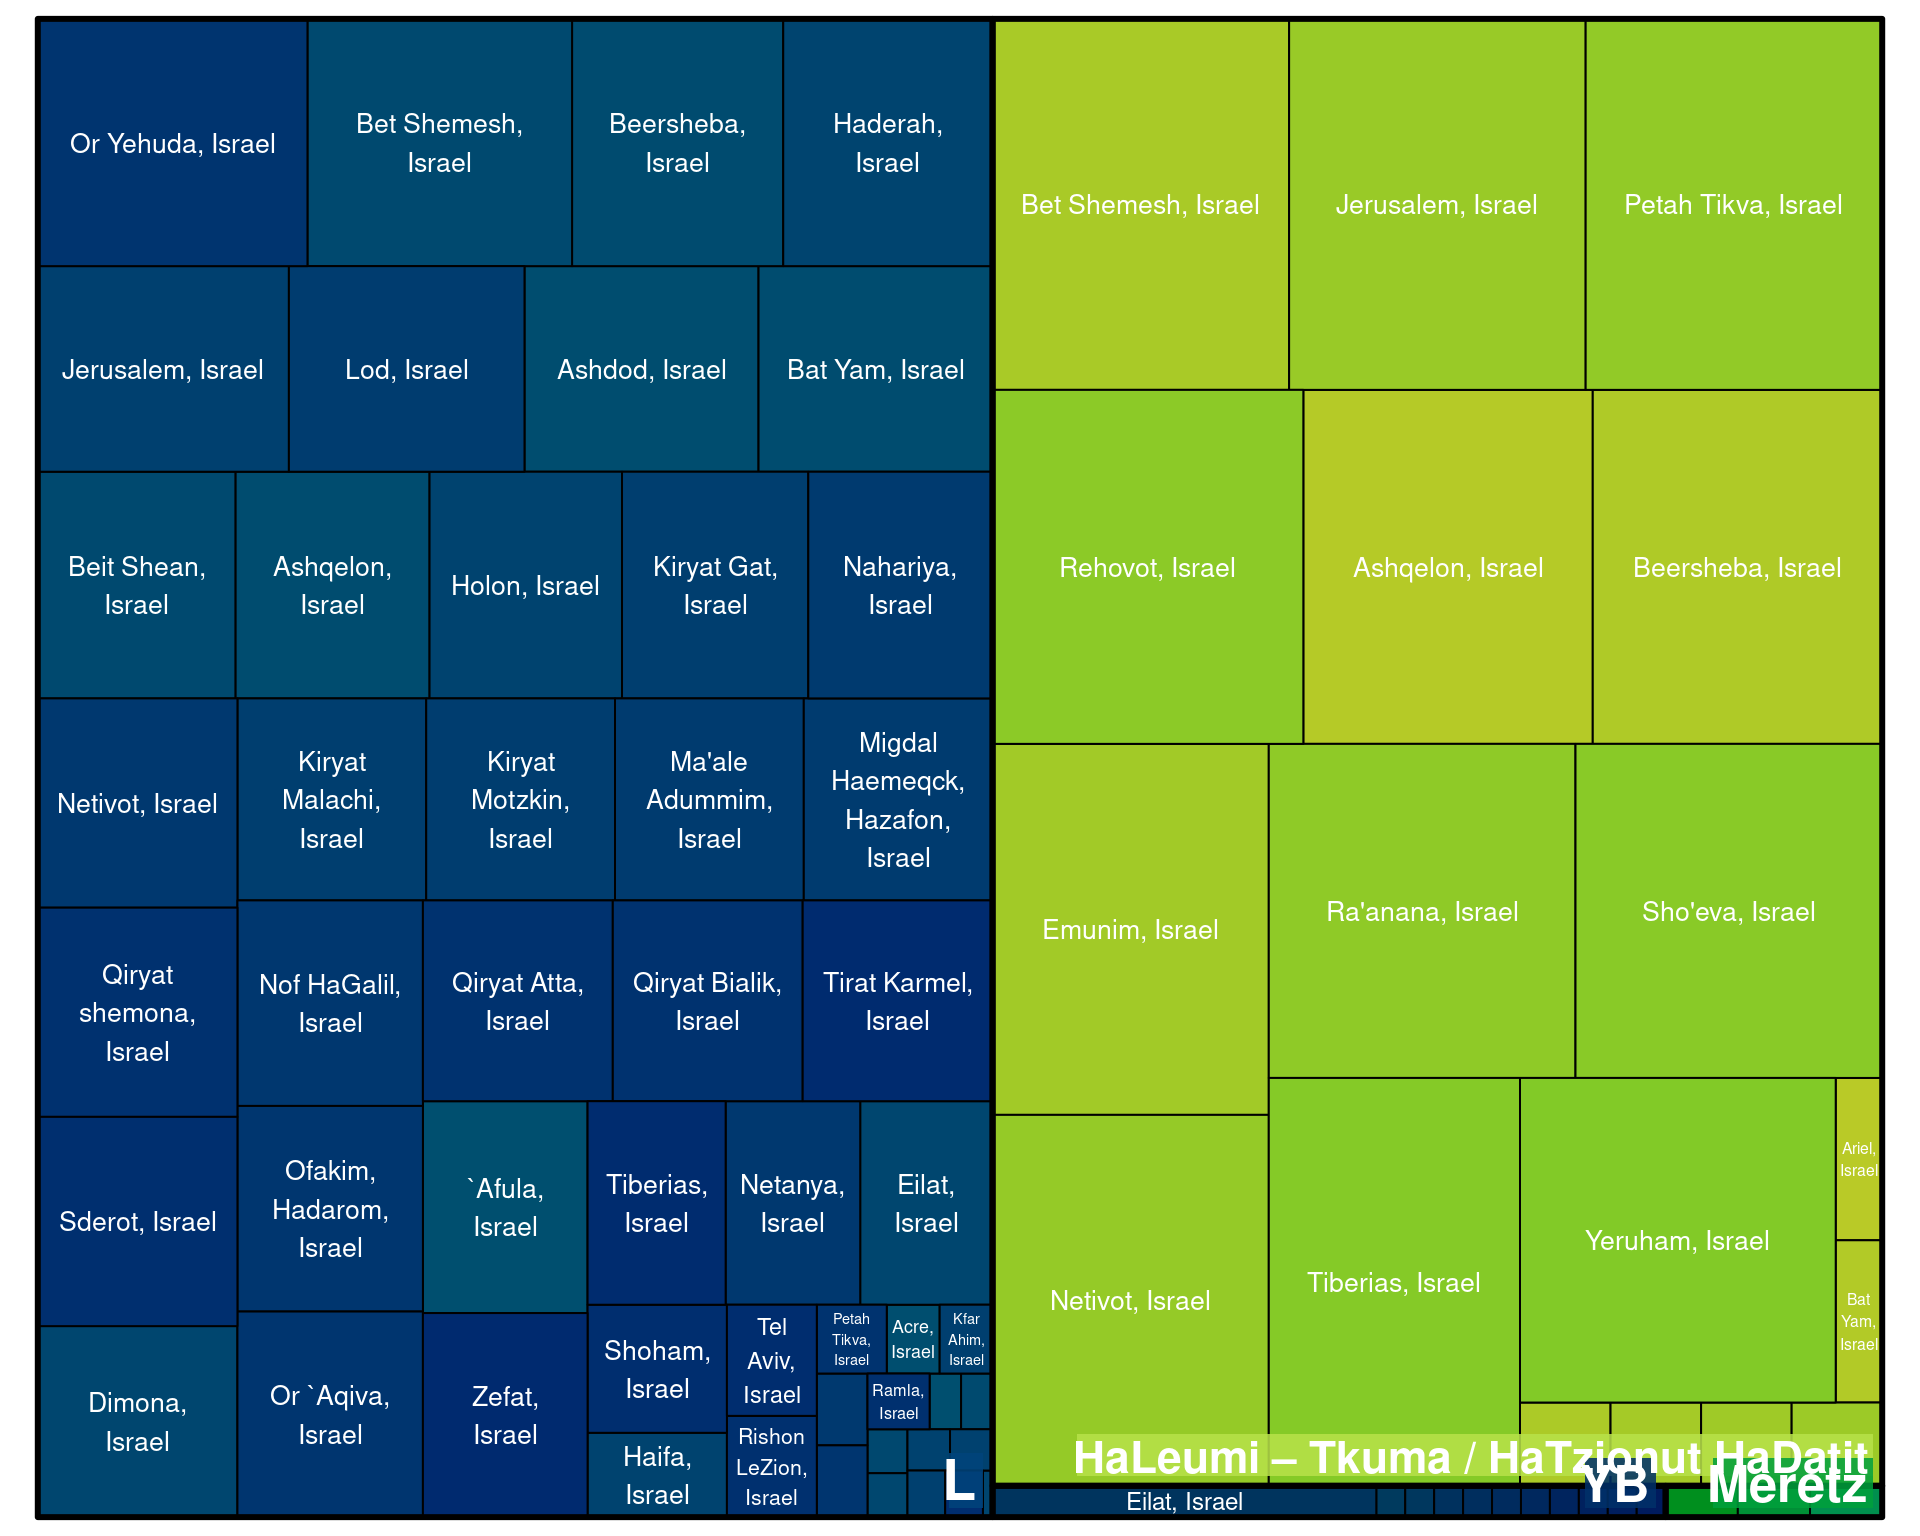 Or Yehuda, Israel
Bet Shemesh,
Israel
Beersheba,
Israel
Haderah,
Israel
Jerusalem, Israel
Lod, Israel
Ashdod, Israel
Bat Yam, Israel
Beit Shean,
Israel
Ashqelon,
Israel
Holon, Israel
Kiryat Gat,
Israel
Nahariya,
Israel
Netivot, Israel
Kiryat
Malachi,
Israel
Kiryat
Motzkin,
Israel
Ma'ale
Adummim,
Israel
Migdal
Haemeqck,
Hazafon,
Israel
Qiryat
shemona,
Israel
Nof HaGalil,
Israel
Qiryat Atta,
Israel
Qiryat Bialik,
Israel
Tirat Karmel,
Israel
Sderot, Israel
Ofakim,
Hadarom,
Israel
`Afula,
Israel
Tiberias,
Israel
Netanya,
Israel
Eilat,
Israel
Dimona,
Israel
Or `Aqiva,
Israel
Zefat,
Israel
Shoham,
Israel
Haifa,
Israel
Tel
Aviv,
Israel
Rishon
LeZion,
Israel
Petah
Tikva,
Israel
Acre,
Israel
Kfar
Ahim,
Israel
Ramla,
Israel
L
Bet Shemesh, Israel
Jerusalem, Israel
Petah Tikva, Israel
Rehovot, Israel
Ashqelon, Israel
Beersheba, Israel
Emunim, Israel
Ra'anana, Israel
Sho'eva, Israel
Netivot, Israel
Tiberias, Israel
Yeruham, Israel
Ariel,
Israel
Bat
Yam,
Israel
HaLeumi – Tkuma / HaTzionut HaDatit
Eilat, Israel
YB
Meretz